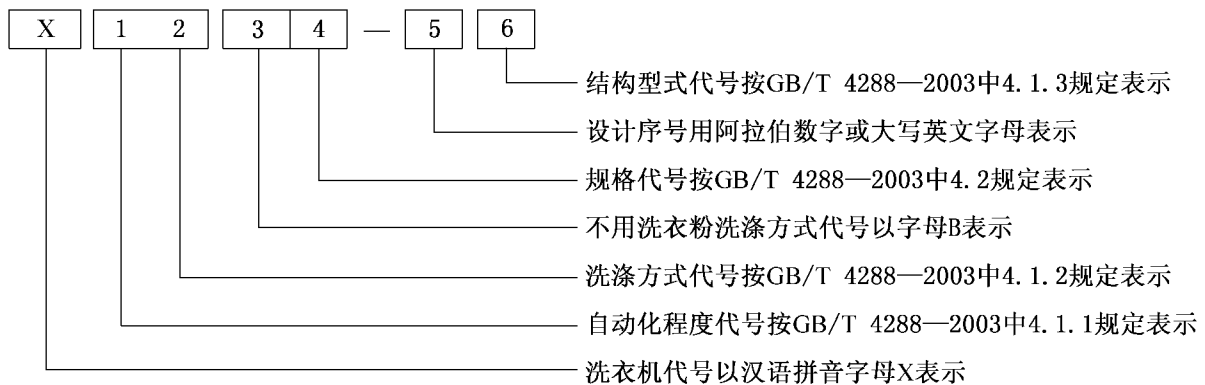 X 1 2 3 4 — 5 6
结构型式代号按GB/T 4288—2003中4.1.3规定表示
设计序号用阿拉伯数字或大写英文字母表示
规格代号按GB/T 4288—2003中4.2规定表示
不用洗衣粉洗涤方式代号以字母B表示
洗涤方式代号按GB/T 4288—2003中4.1.2规定表示
自动化程度代号按GB/T 4288—2003中4.1.1规定表示
洗衣机代号以汉语拼音字母X表示